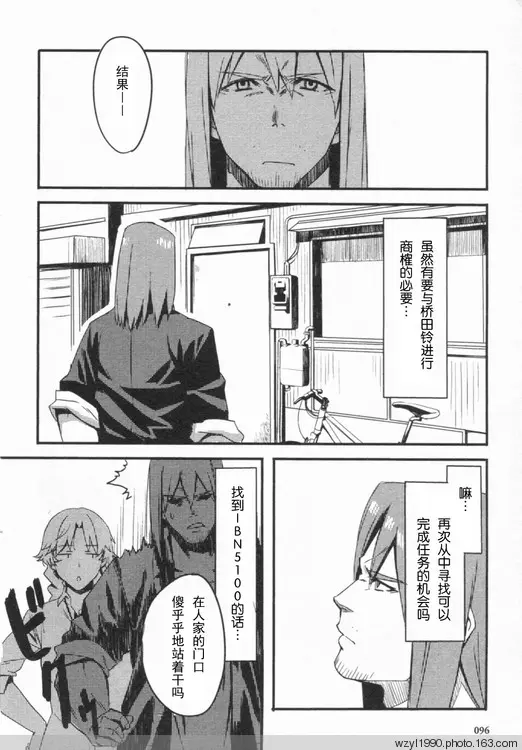 结果——
虽然有要与桥田铃进行
商榷的必要…
嘛…
再次从中寻找可以
完成任务的机会吗
找到IBN5100的话…
在人家的门口
傻乎乎地站着干吗
ドドド
096
wzyl1990.photo.163.com